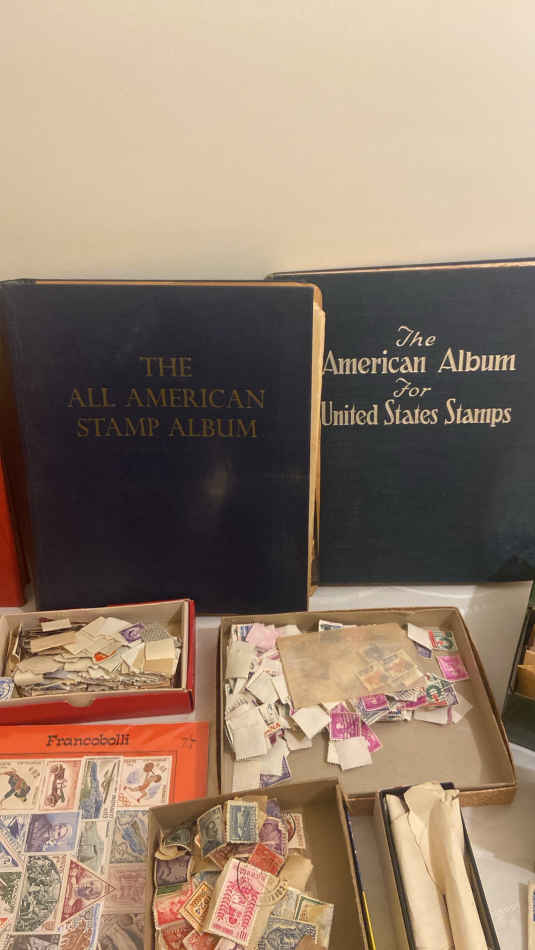 THE
ALL AMERICAN
STAMP ALBUM
The
American Album
For
United States Stamps
Francobolli